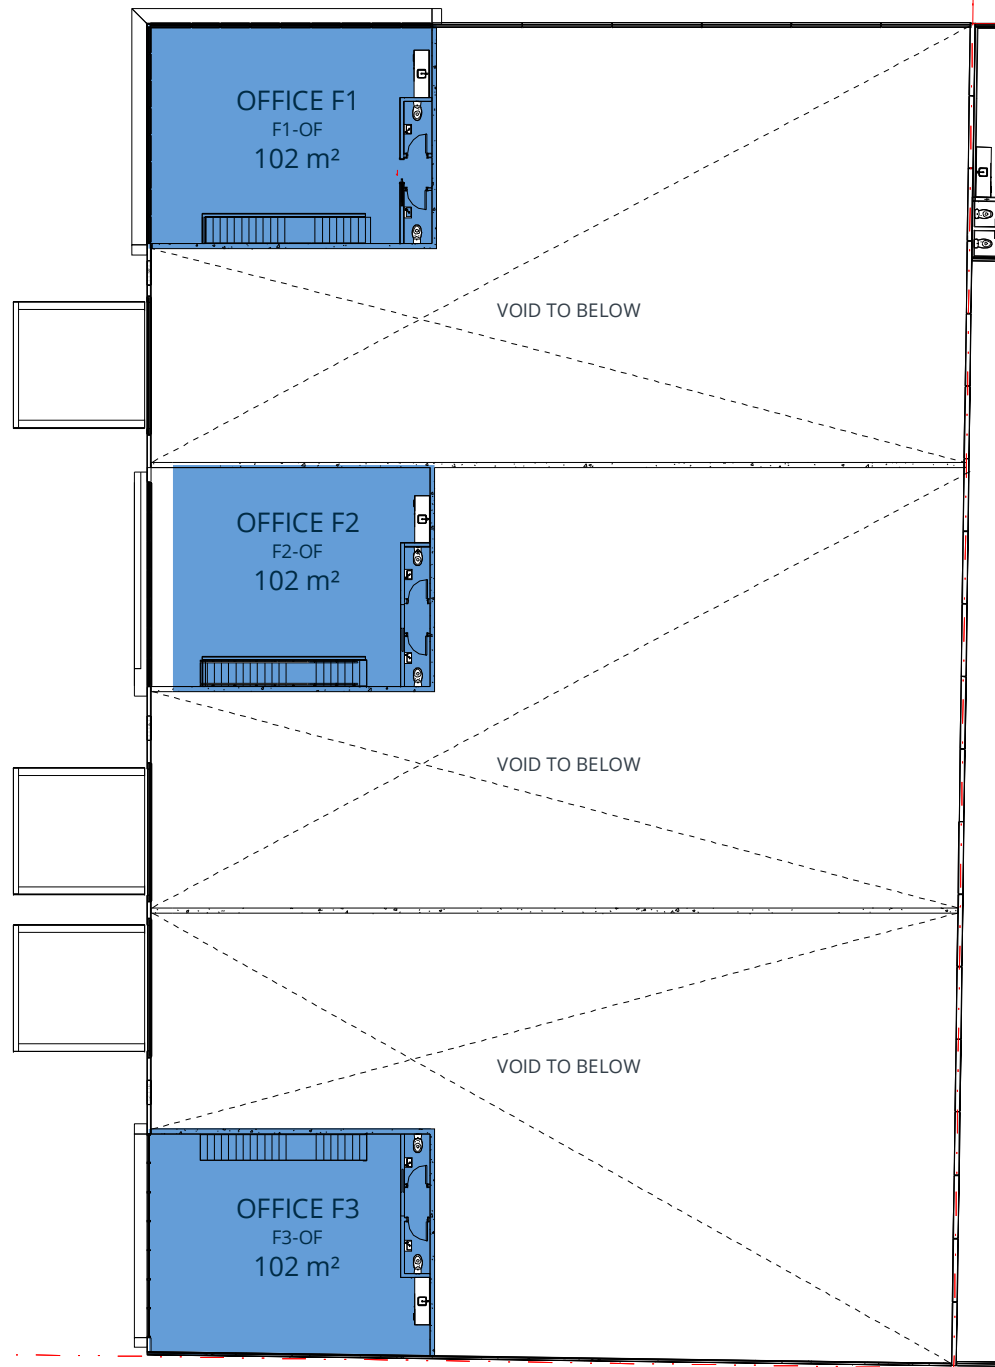 OFFICE F1
F1-OF
102 m²
VOID TO BELOW
OFFICE F2
F2-OF
102 m²
VOID TO BELOW
VOID TO BELOW
OFFICE F3
F3-OF
102 m²